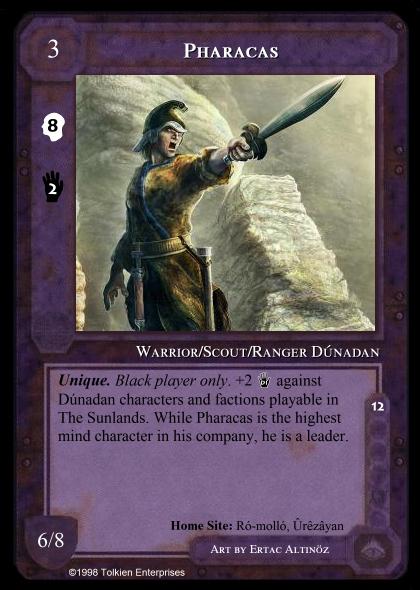 3
PHARACAS
8
2
WARRIOR/SCOUT/RANGER DÚNADAN
Unique. Black player only. +2 against
Dúnadan characters and factions playable in
The Sunlands. While Pharacas is the highest
mind character in his company, he is a leader.
12
Home Site: Ró-molló, Ûrêzâyan
6/8
ART BY ERTAC ALTINÖZ
©1998 Tolkien Enterprises